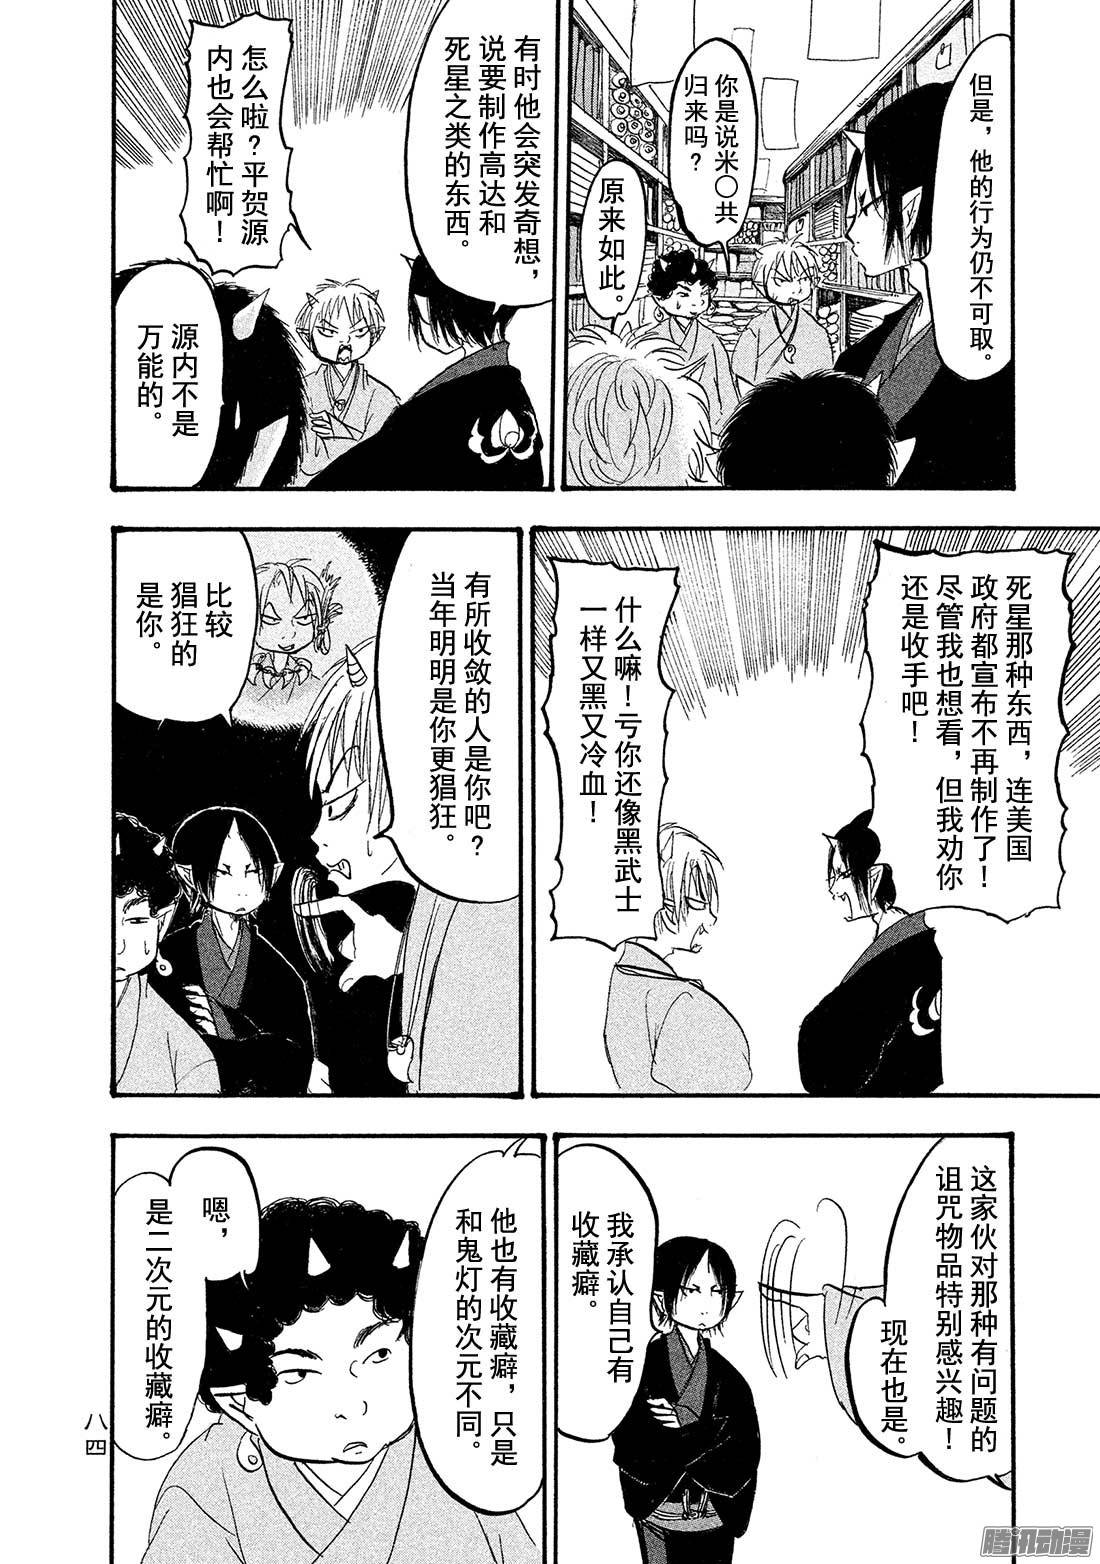 但是，他的行为仍不可取。
你是说米〇共
归来吗？
原来如此。
有时他会突发奇想，
说要制作高达和
死星之类的东西。
怎么啦？平贺源
内也会帮忙啊！
源内不是
万能的。
死星那种东西，连美国
政府都宣布不再制作了！
尽管我也想看，但我劝你
还是收手吧！
什么嘛！亏你还像黑武士
一样又黑又冷血！
有所收敛的人是你吧？
当年明明是你更猖狂。
比较
猖狂的
是你。
这家伙对那种有问题的
诅咒物品特别感兴趣！
现在也是。
我承认自己有
收藏癖。
他也有收藏癖，只是
和鬼灯的次元不同。
嗯，
是二次元的收藏癖。
八四
腾讯动漫